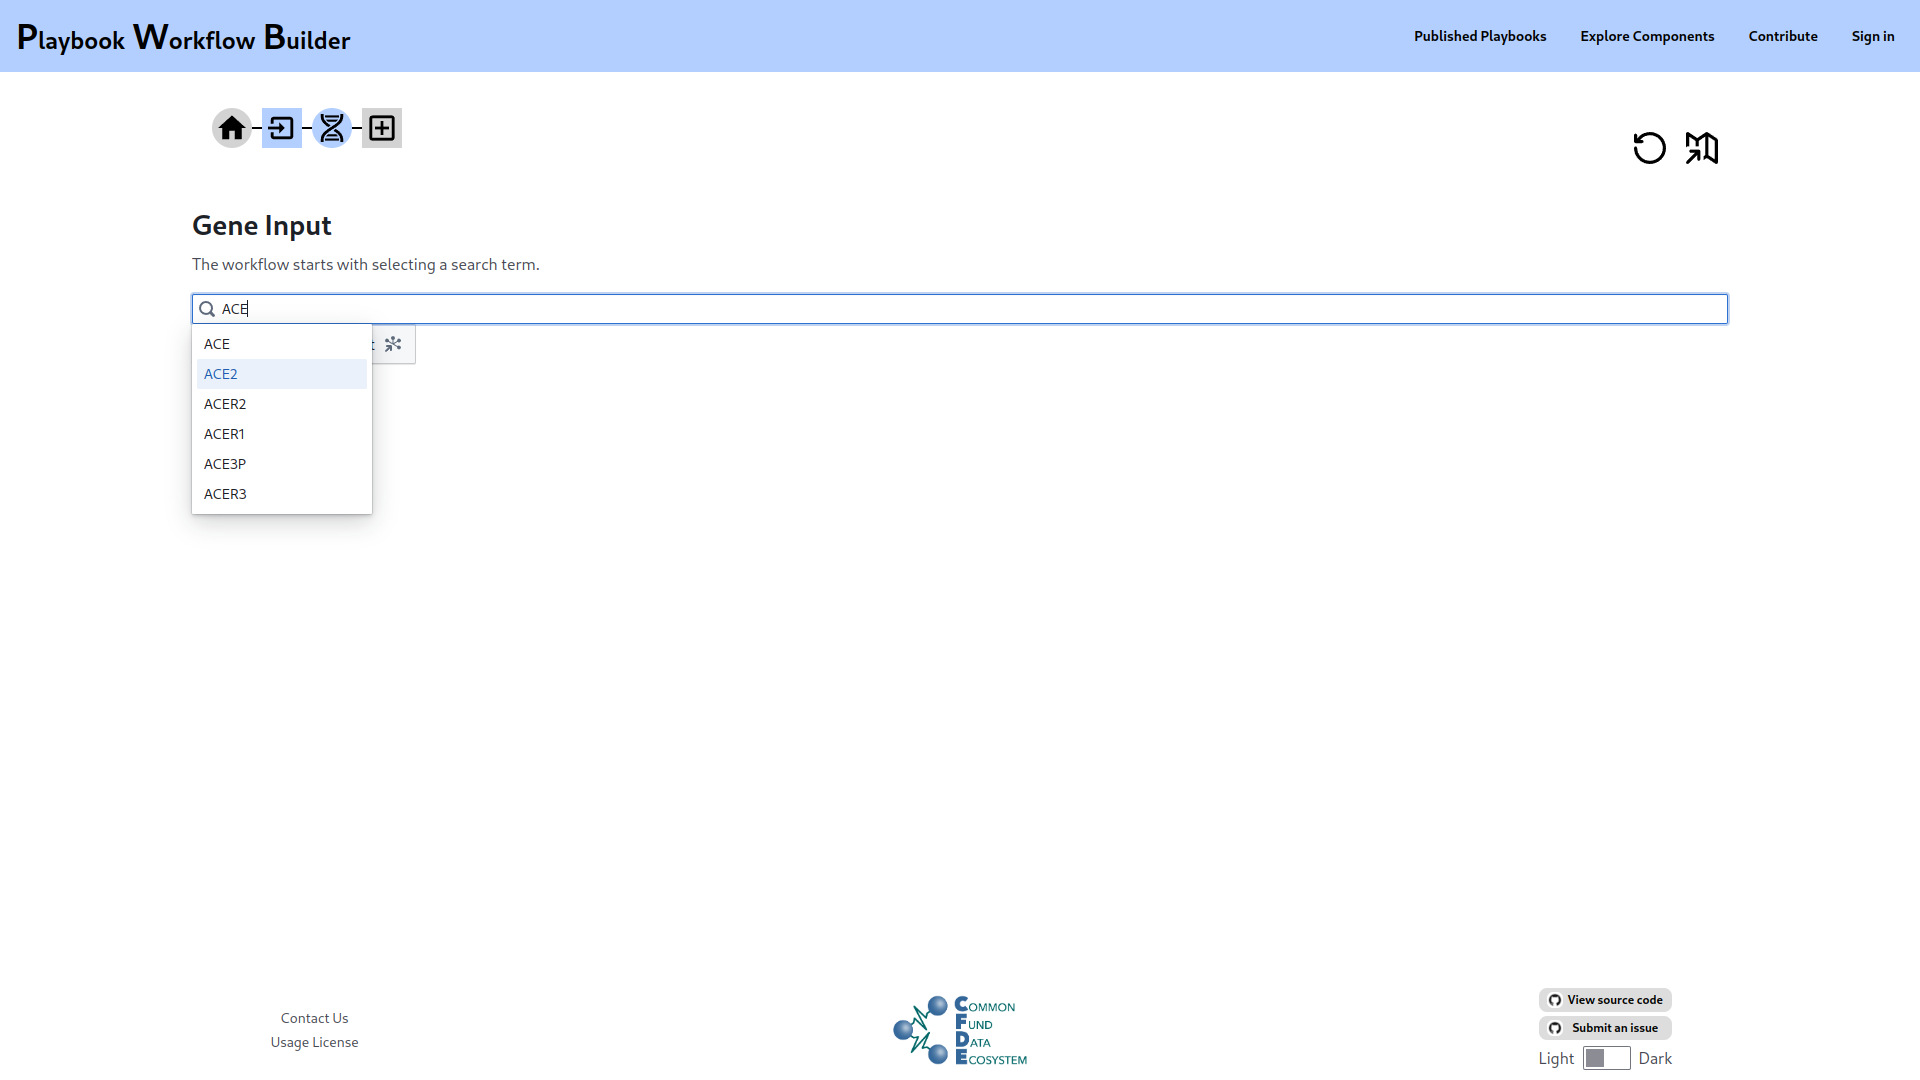 Playbook Workflow Builder
Published Playbooks
Explore Components
Contribute
Sign in
Gene Input
The workflow starts with selecting a search term.
ACE
ACE
ACE2
ACER2
ACER1
ACE3P
ACER3
Contact Us
Usage License
COMMON
FUND
DATA
ECOSYSTEM
View source code
Submit an issue
Light
Dark